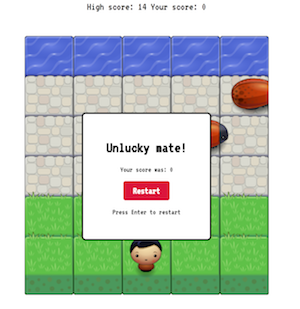 High score: 14 Your score: 0
Unlucky mate!
Your score was: 0
Restart
Press Enter to restart